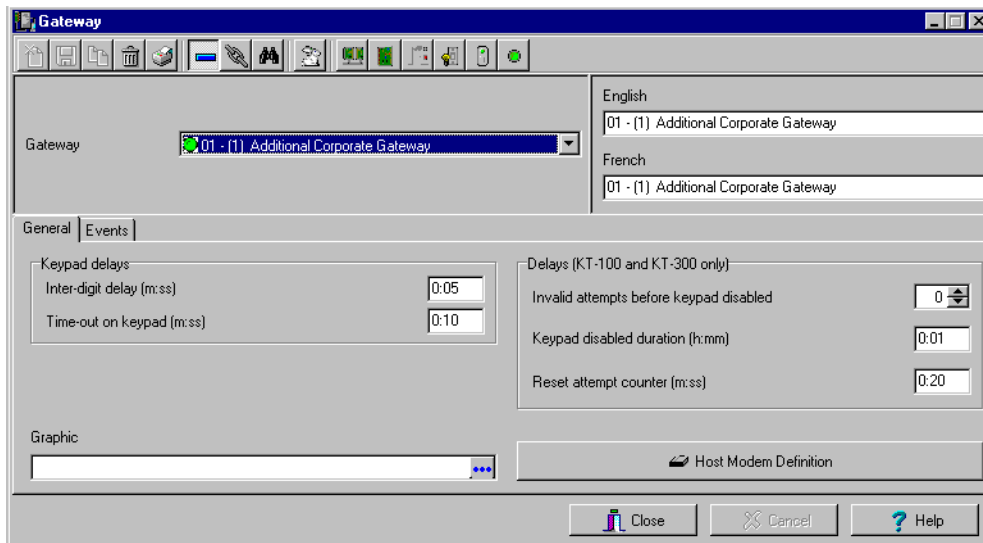 Gateway
English
01 - (1) Additional Corporate Gateway
Gateway
01 - (1) Additional Corporate Gateway
French
01 - (1) Additional Corporate Gateway
General Events
Keypad delays
Inter-digit delay (m:ss) 0:05
Time-out on keypad (m:ss) 0:10
Delays (KT-100 and KT-300 only)
Invalid attempts before keypad disabled 0
Keypad disabled duration (h:mm) 0:01
Reset attempt counter (m:ss) 0:20
Graphic
Host Modem Definition
Close Cancel Help